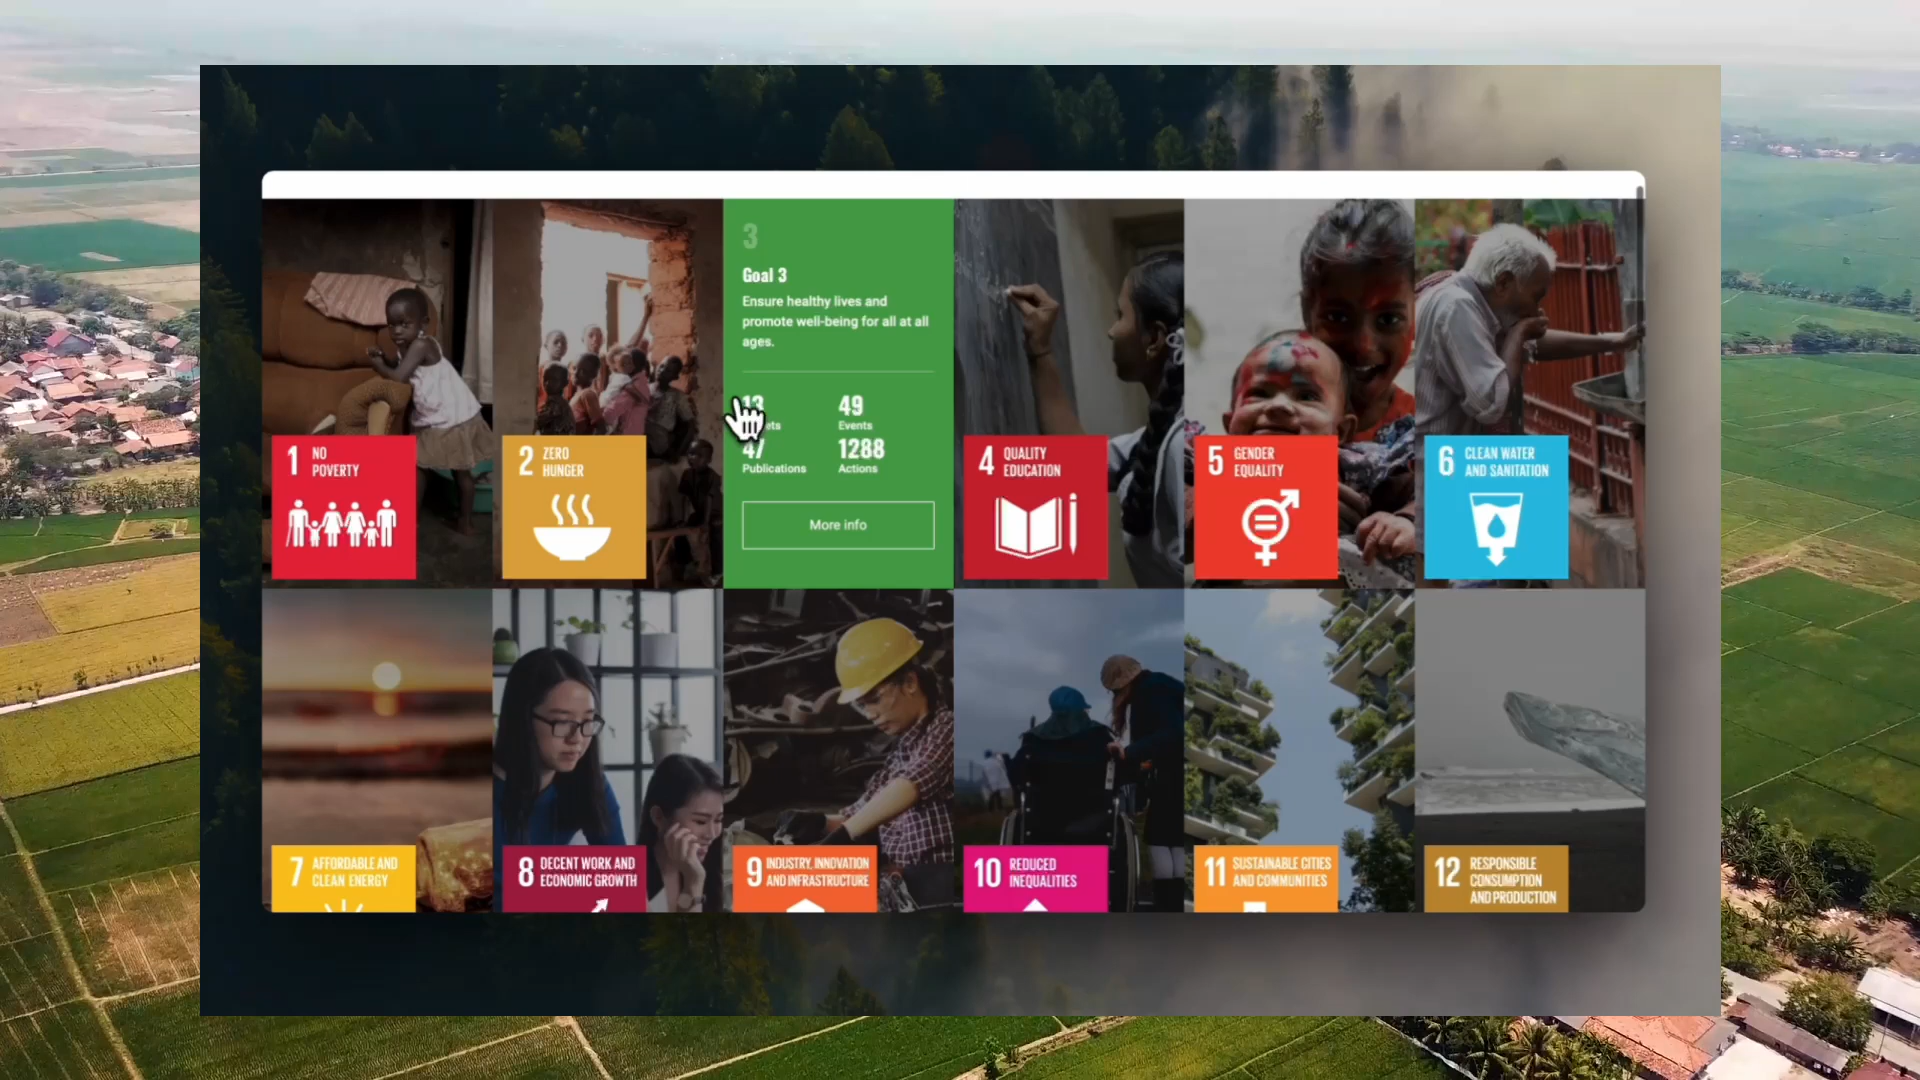 1 NO
POVERTY
2 ZERO
HUNGER
3
Goal 3
Ensure healthy lives and
promote well-being for all at all
ages.
49
Events
47
1288
Publications
Actions
More info
4 QUALITY
EDUCATION
5 GENDER
EQUALITY
6 CLEAN WATER
AND SANITATION
7 AFFORDABLE AND
CLEAN ENERGY
8 DECENT WORK AND
ECONOMIC GROWTH
9 INDUSTRY, INNOVATION
AND INFRASTRUCTURE
10 REDUCED
INEQUALITIES
11 SUSTAINABLE CITIES
AND COMMUNITIES
12 RESPONSIBLE
CONSUMPTION
AND PRODUCTION